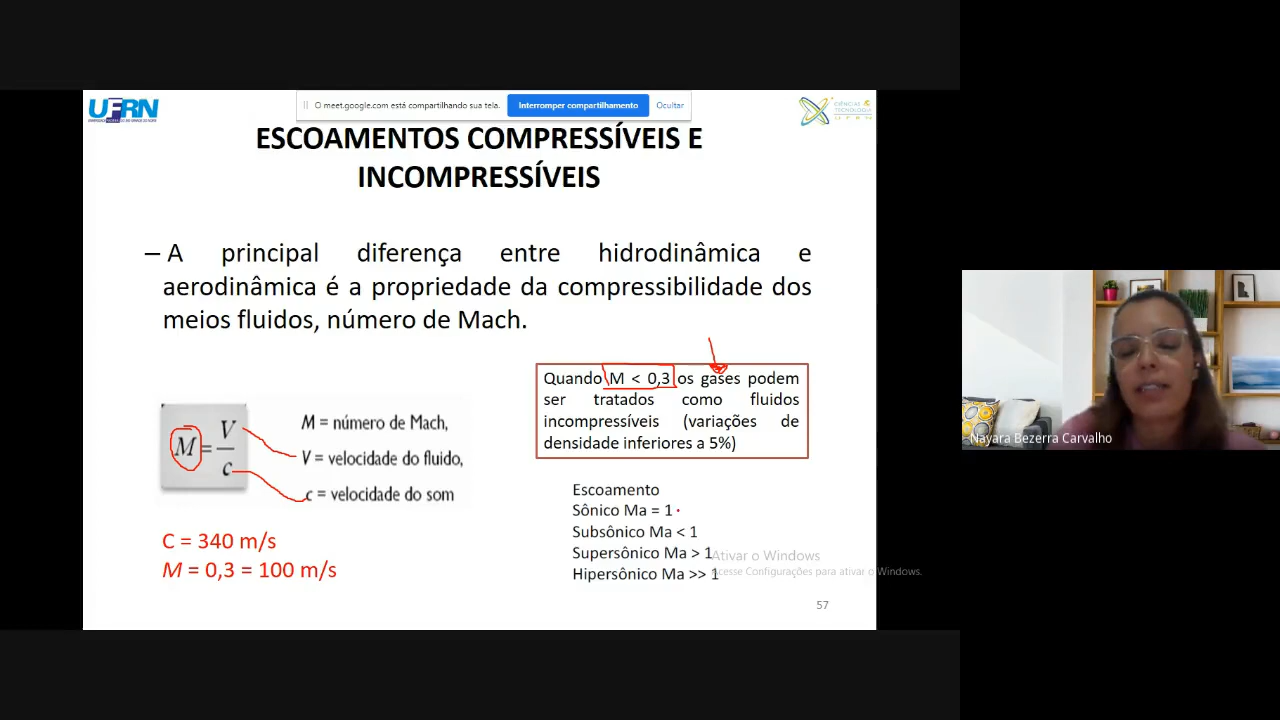 UFRN
O meet.google.com está compartilhando sua tela.
Interromper compartilhamento
Ocultar
CIÊNCIAS &
TECNOLOGIA
UFRN
ESCOAMENTOS COMPRESSÍVEIS E
INCOMPRESSÍVEIS
– A principal diferença entre hidrodinâmica e
aerodinâmica é a propriedade da compressibilidade dos
meios fluidos, número de Mach.
Quando M < 0,3 os gases podem
ser tratados como fluidos
incompressíveis (variações de
densidade inferiores a 5%)
M = V/c
M = número de Mach,
V = velocidade do fluido,
c = velocidade do som
C = 340 m/s
M = 0,3 = 100 m/s
Escoamento
Sônico Ma = 1
Subsônico Ma < 1
Supersônico Ma > 1
Hipersônico Ma >> 1
Ativar o Windows
Acesse Configurações para ativar o Windows.
57
Nayara Bezerra Carvalho